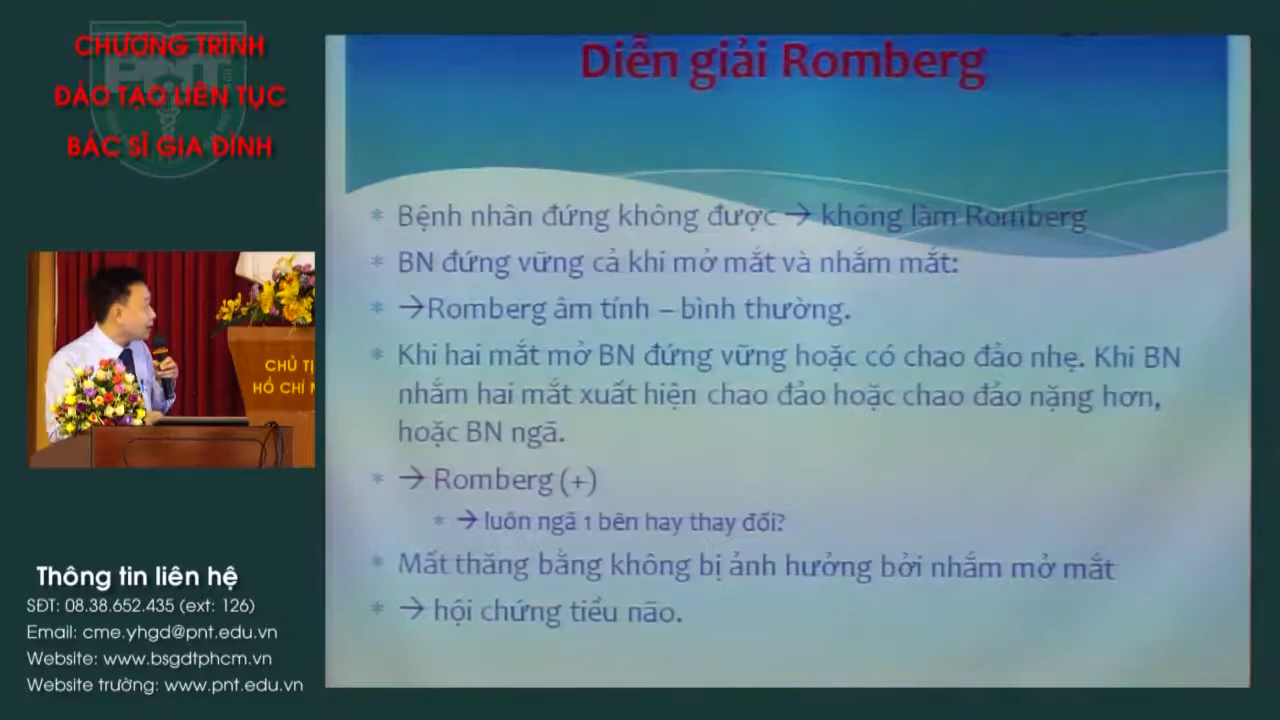 CHƯƠNG TRÌNH
ĐÀO TẠO LIÊN TỤC
BÁC SĨ GIA ĐÌNH
PNT
Diễn giải Romberg
* Bệnh nhân đứng không được → không làm Romberg
* BN đứng vững cả khi mở mắt và nhắm mắt:
* →Romberg âm tính – bình thường.
* Khi hai mắt mở BN đứng vững hoặc có chao đảo nhẹ. Khi BN
nhắm hai mắt xuất hiện chao đảo hoặc chao đảo nặng hơn,
hoặc BN ngã.
* → Romberg (+)
* → luôn ngã 1 bên hay thay đổi?
* Mất thăng bằng không bị ảnh hưởng bởi nhắm mở mắt
* → hội chứng tiểu não.
CHỦ TỊ
HỒ CHÍ M
Thông tin liên hệ
SĐT: 08.38.652.435 (ext: 126)
Email: cme.yhgd@pnt.edu.vn
Website: www.bsgdtphcm.vn
Website trường: www.pnt.edu.vn